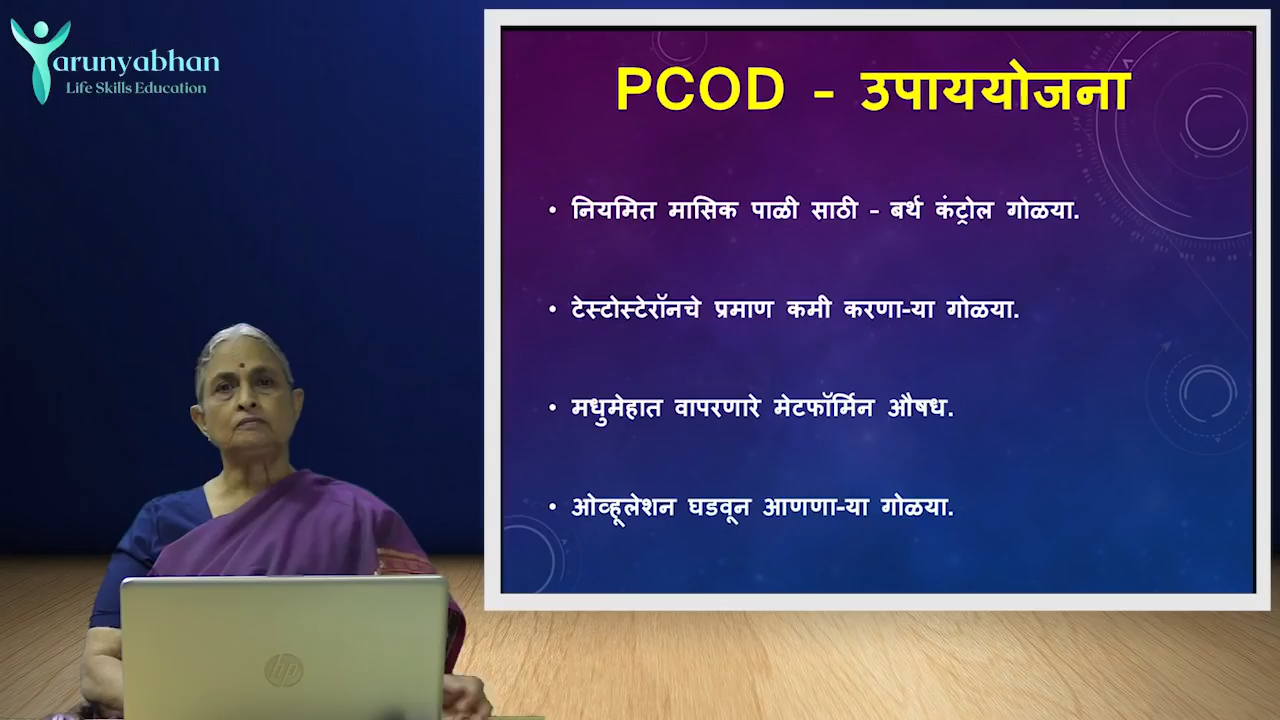 Tarunyabhan
Life Skills Education
PCOD - उपाययोजना
• नियमित मासिक पाळी साठी - बर्थ कंट्रोल गोळया.
• टेस्टोस्टेरॉनचे प्रमाण कमी करणा-या गोळया.
• मधुमेहात वापरणारे मेटफॉर्मिन औषध.
• ओव्हूलेशन घडवून आणणा-या गोळया.
hp